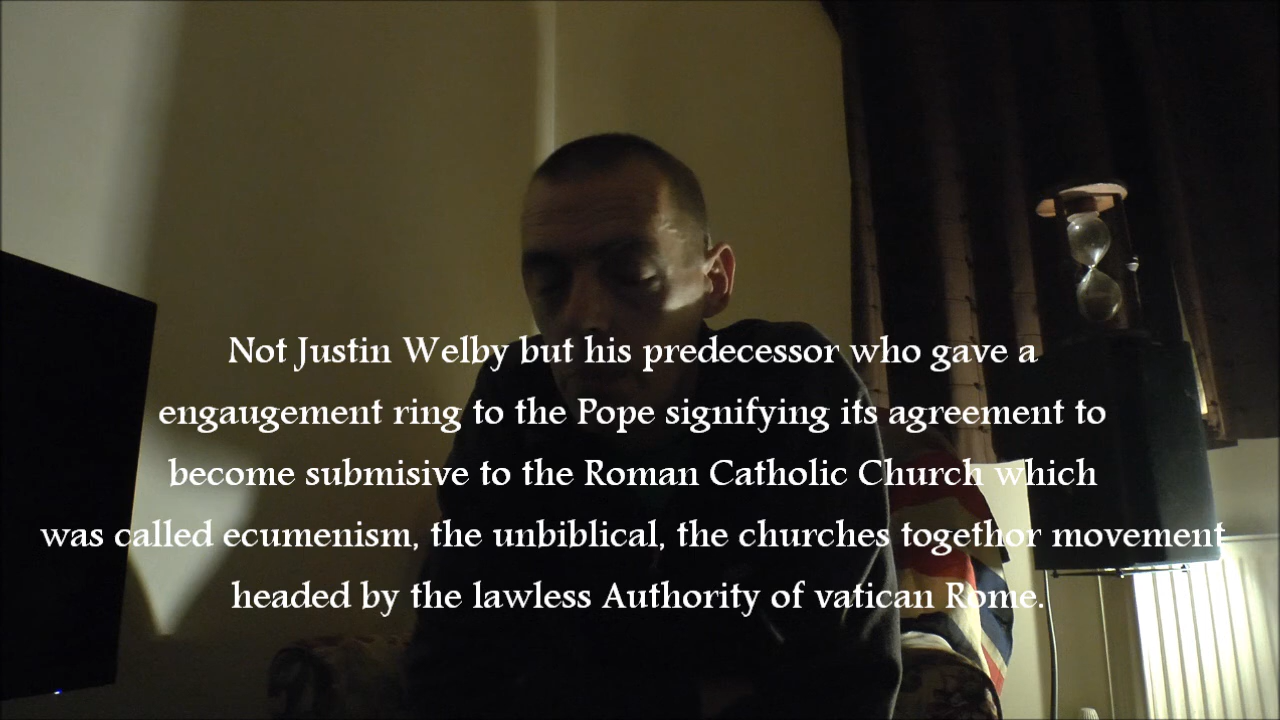 Not Justin Welby but his predecessor who gave a
engaugement ring to the Pope signifying its agreement to
become submisive to the Roman Catholic Church which
was called ecumenism, the unbiblical, the churches togethor movement
headed by the lawless Authority of vatican Rome.